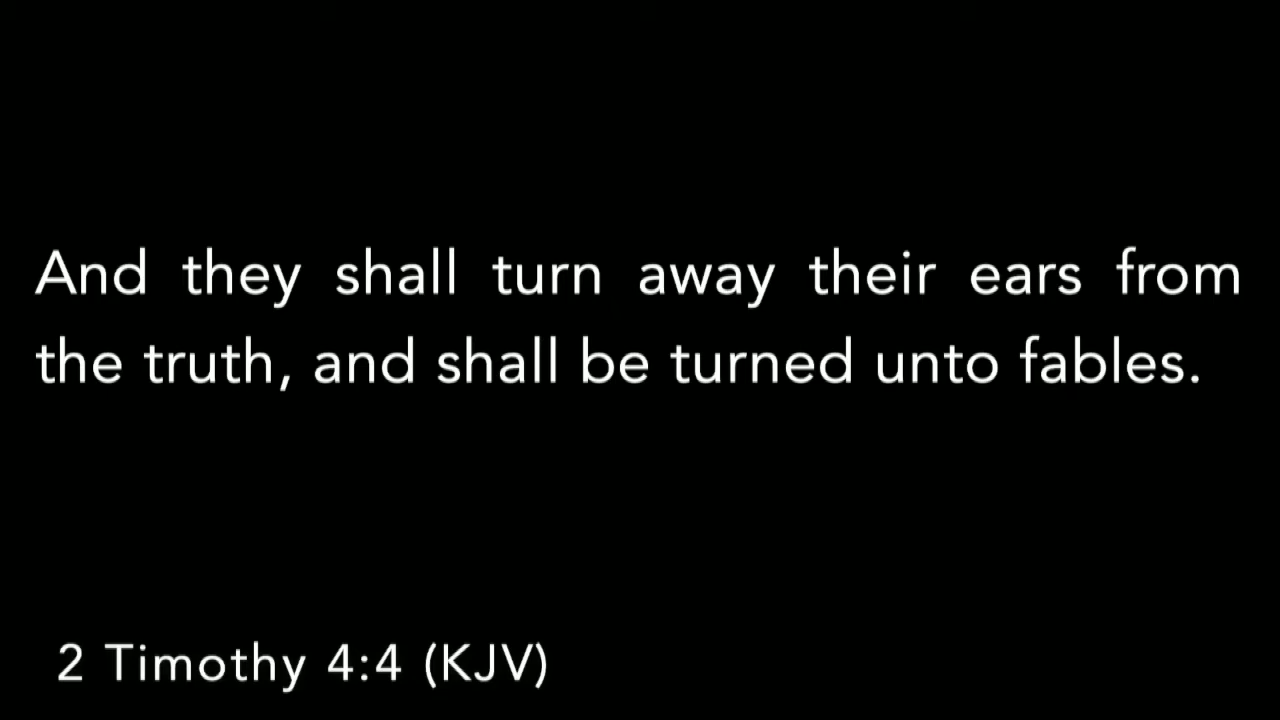 And they shall turn away their ears from
the truth, and shall be turned unto fables.
2 Timothy 4:4 (KJV)